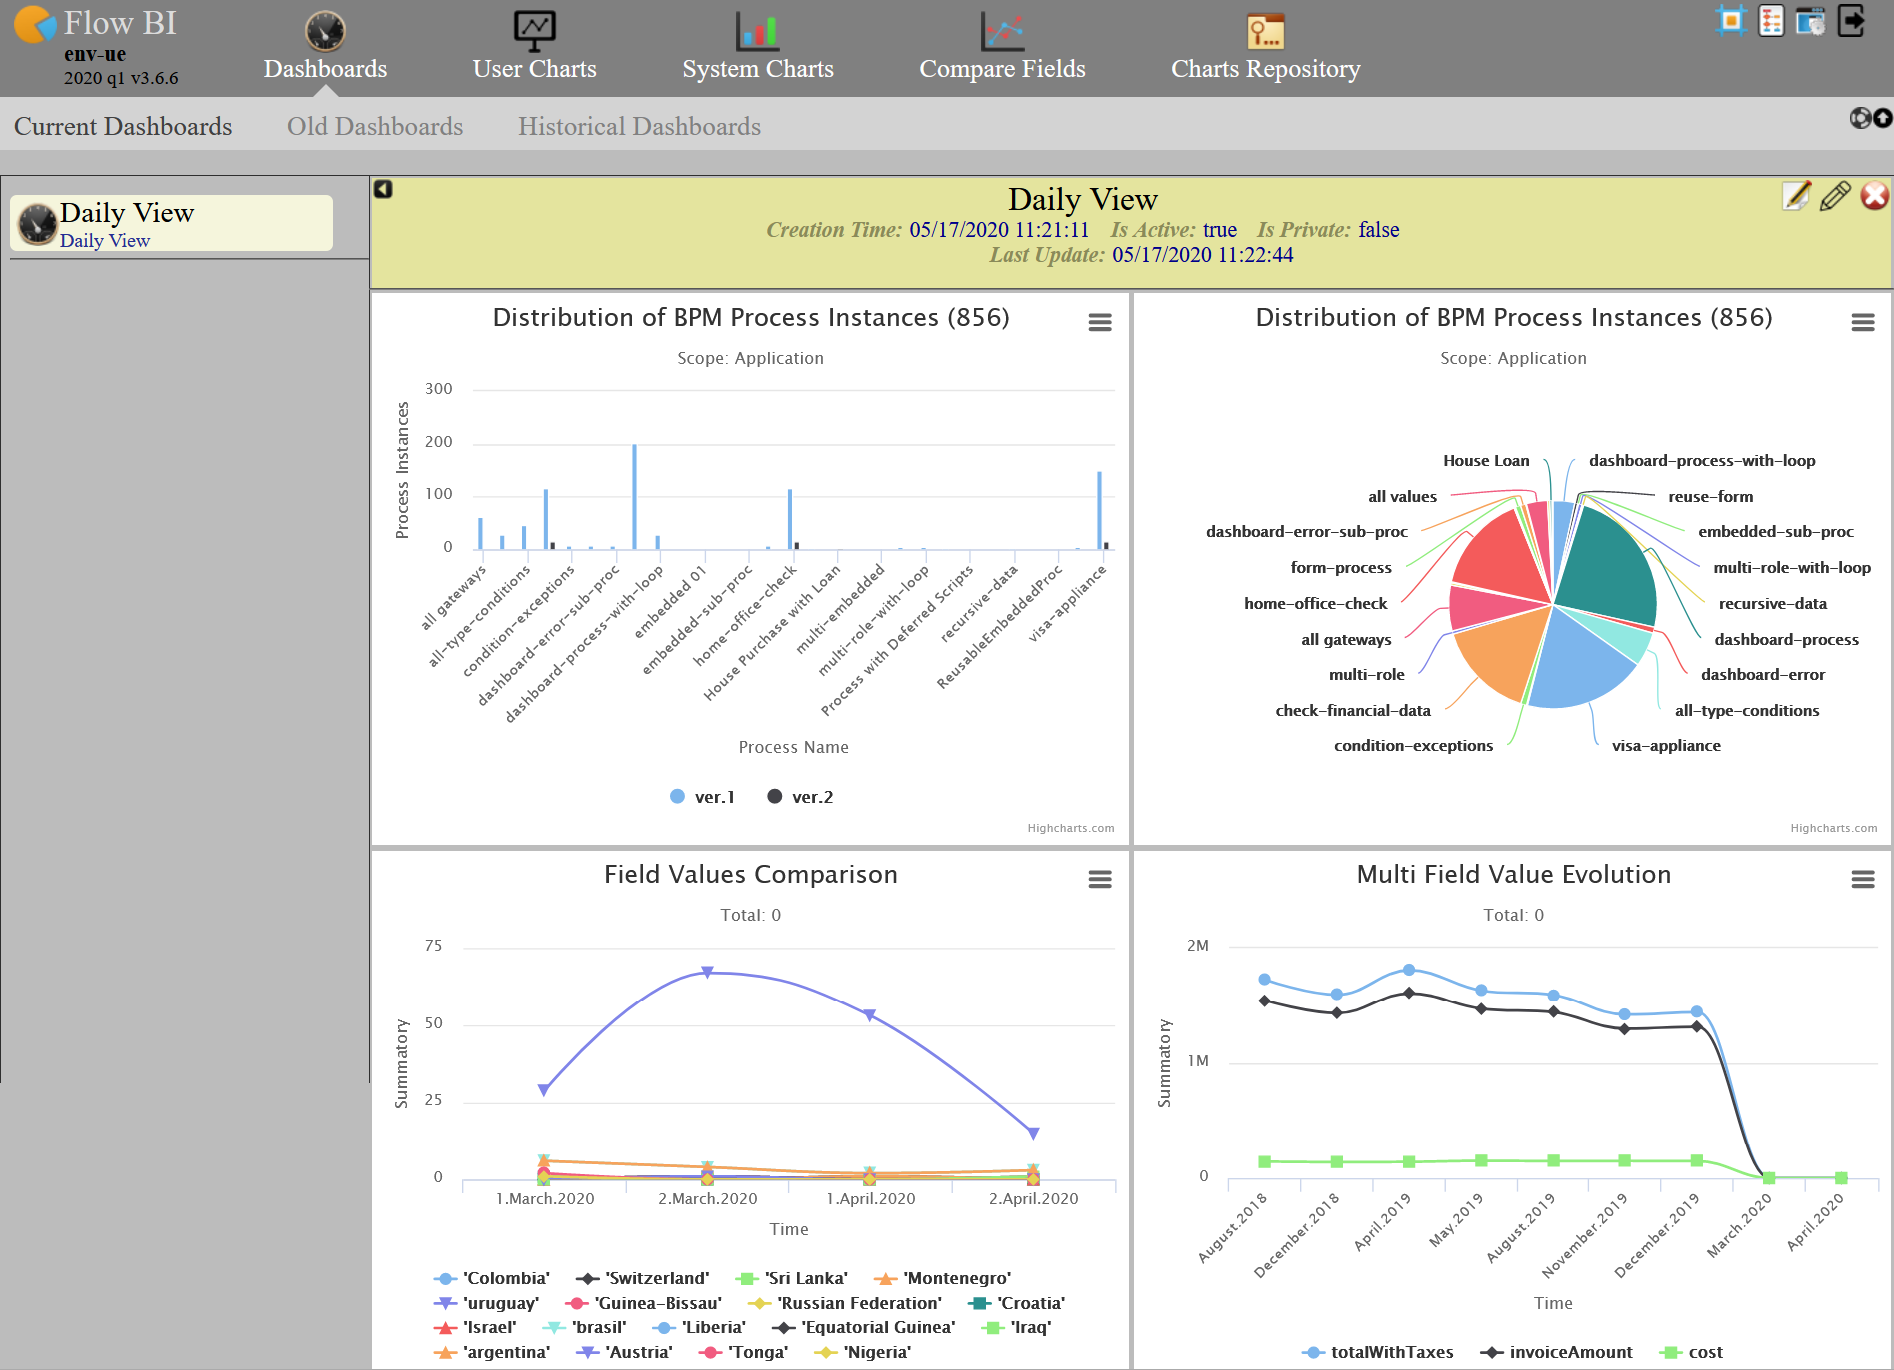 Flow BI
env-ue
2020 q1 v3.6.6
Dashboards
User Charts
System Charts
Compare Fields
Charts Repository
Current Dashboards
Old Dashboards
Historical Dashboards
Daily View
Daily View
Daily View
Creation Time: 05/17/2020 11:21:11 Is Active: true Is Private: false
Last Update: 05/17/2020 11:22:44
Distribution of BPM Process Instances (856)
Scope: Application
Process Instances
300
200
100
0
all gateways
all-type-conditions
condition-exceptions
dashboard-error-sub-proc
dashboard-process-with-loop
embedded 01
embedded-sub-proc
home-office-check
House Purchase with Loan
multi-embedded
multi-role-with-loop
Process with Deferred Scripts
recursive-data
ReusableEmbeddedProc
visa-appliance
Process Name
ver.1 ver.2
Highcharts.com
Distribution of BPM Process Instances (856)
Scope: Application
House Loan
dashboard-process-with-loop
all values
reuse-form
dashboard-error-sub-proc
embedded-sub-proc
form-process
multi-role-with-loop
home-office-check
recursive-data
all gateways
dashboard-process
multi-role
dashboard-error
check-financial-data
all-type-conditions
condition-exceptions
visa-appliance
Highcharts.com
Field Values Comparison
Total: 0
Summatory
75
50
25
0
1.March.2020
2.March.2020
1.April.2020
2.April.2020
Time
'Colombia' 'Switzerland' 'Sri Lanka' 'Montenegro'
'uruguay' 'Guinea-Bissau' 'Russian Federation' 'Croatia'
'Israel' 'brasil' 'Liberia' 'Equatorial Guinea' 'Iraq'
'argentina' 'Austria' 'Tonga' 'Nigeria'
Multi Field Value Evolution
Total: 0
Summatory
2M
1M
0
August.2018
December.2018
April.2019
May.2019
August.2019
November.2019
December.2019
March.2020
April.2020
Time
totalWithTaxes invoiceAmount cost